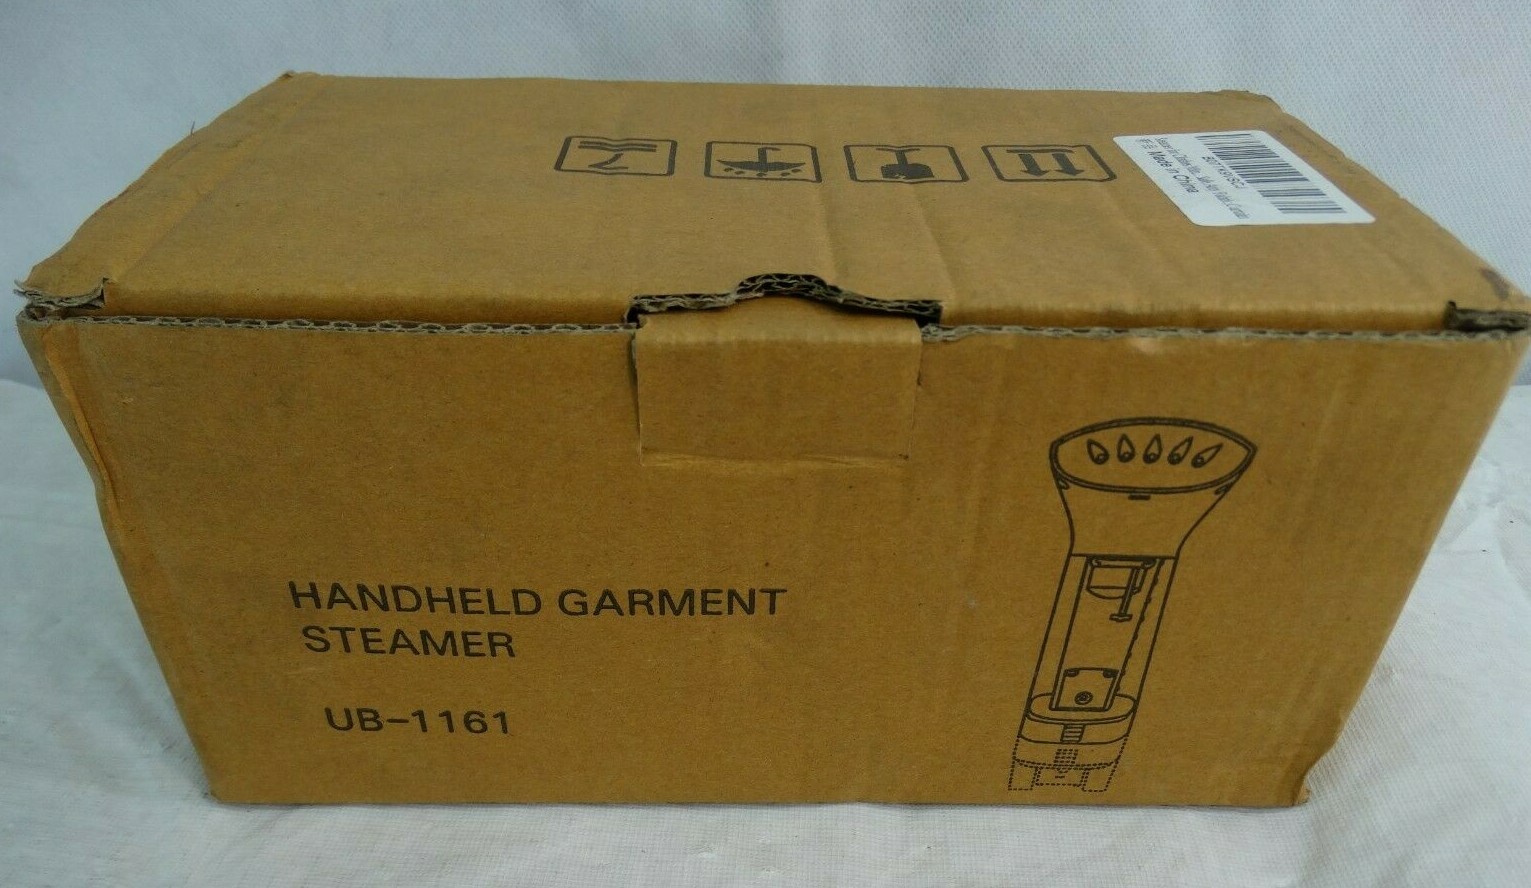 Made in China
HANDHELD GARMENT
STEAMER
UB-1161